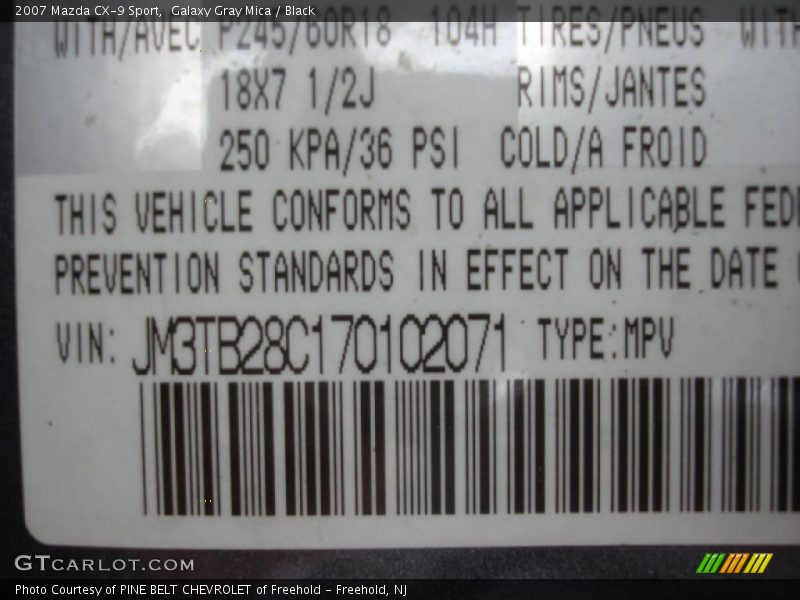 2007 Mazda CX-9 Sport,  Galaxy Gray Mica / Black
WITH/AVEC P245/60R18 104H TIRES/PNEUS WITH
18X7 1/2J RIMS/JANTES
250 KPA/36 PSI COLD/A FROID
THIS VEHICLE CONFORMS TO ALL APPLICABLE FED
PREVENTION STANDARDS IN EFFECT ON THE DATE
VIN: JM3TB28C170102071 TYPE:MPV
GTCARLOT.COM
Photo Courtesy of PINE BELT CHEVROLET of Freehold - Freehold, NJ